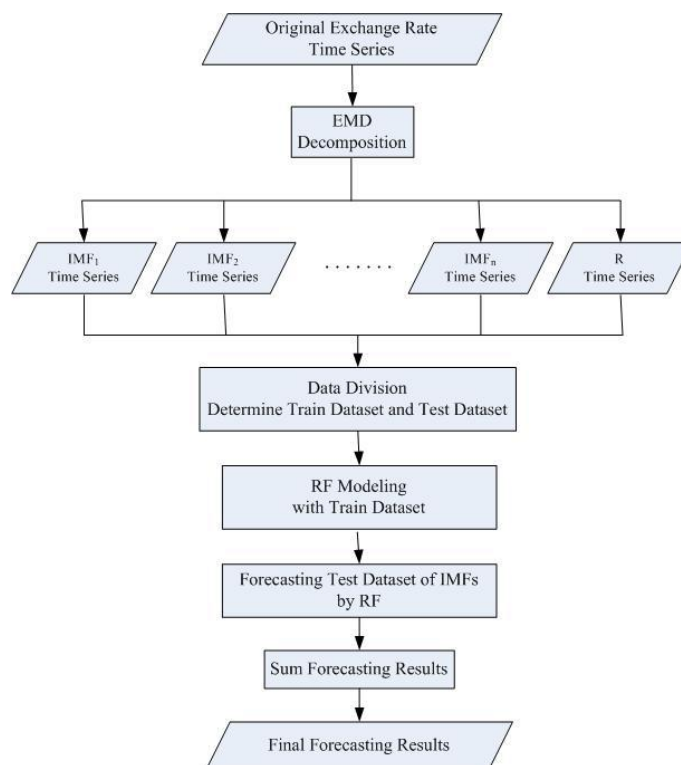 Original Exchange Rate
Time Series
EMD
Decomposition
IMF₁
Time Series
IMF₂
Time Series
. . . . . . .
IMFₙ
Time Series
R
Time Series
Data Division
Determine Train Dataset and Test Dataset
RF Modeling
with Train Dataset
Forecasting Test Dataset of IMFs
by RF
Sum Forecasting Results
Final Forecasting Results